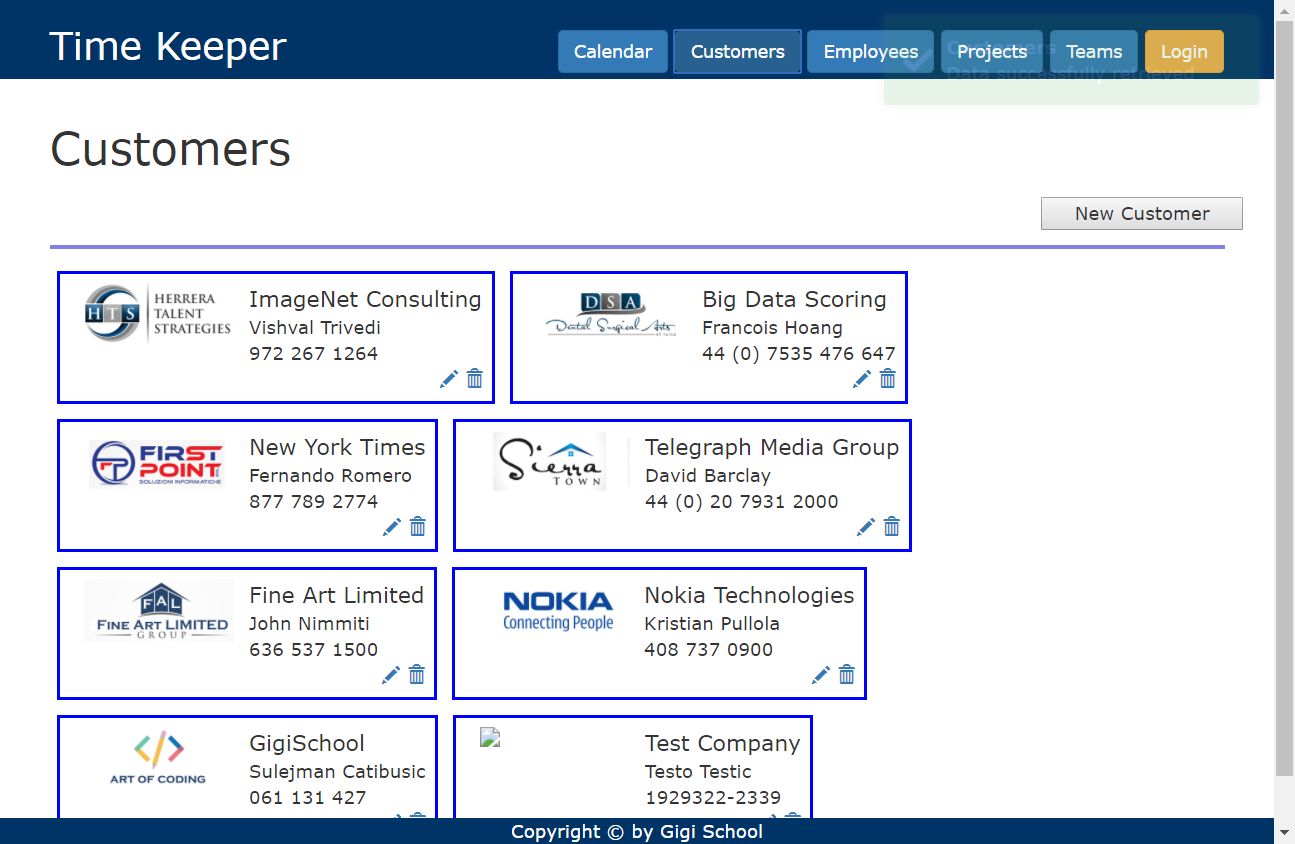 Time Keeper
Calendar Customers Employees Projects Teams Login
Customers
Data successfully retrieved
Customers
New Customer
HTS HERRERA TALENT STRATEGIES
ImageNet Consulting
Vishval Trivedi
972 267 1264
DSA
Dental Surgical Arts
Big Data Scoring
Francois Hoang
44 (0) 7535 476 647
FIRST
POINT
SOLUZIONI INFORMATICHE
New York Times
Fernando Romero
877 789 2774
Sierra
TOWN
Telegraph Media Group
David Barclay
44 (0) 20 7931 2000
FAL
FINE ART LIMITED
GROUP
Fine Art Limited
John Nimmiti
636 537 1500
NOKIA
Connecting People
Nokia Technologies
Kristian Pullola
408 737 0900
ART OF CODING
GigiSchool
Sulejman Catibusic
061 131 427
Test Company
Testo Testic
1929322-2339
Copyright © by Gigi School